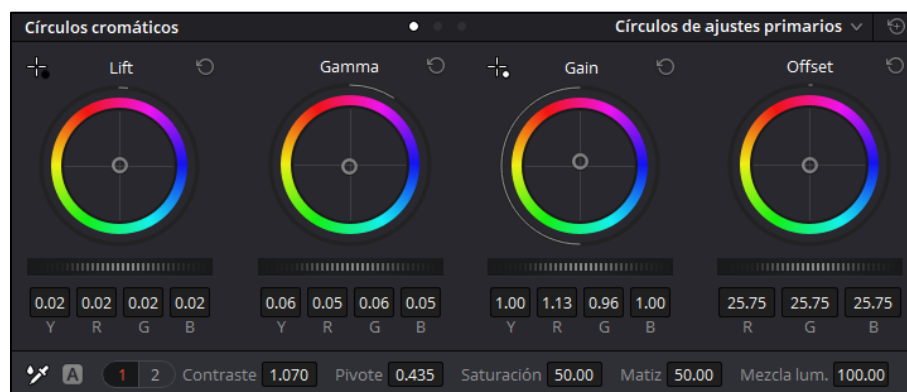 Círculos cromáticos Círculos de ajustes primarios
Lift Gamma Gain Offset
0.02 0.02 0.02 0.02 0.06 0.05 0.06 0.05 1.00 1.13 0.96 1.00 25.75 25.75 25.75
Y R G B Y R G B Y R G B R G B
A 1 2 Contraste 1.070 Pivote 0.435 Saturación 50.00 Matiz 50.00 Mezcla lum. 100.00